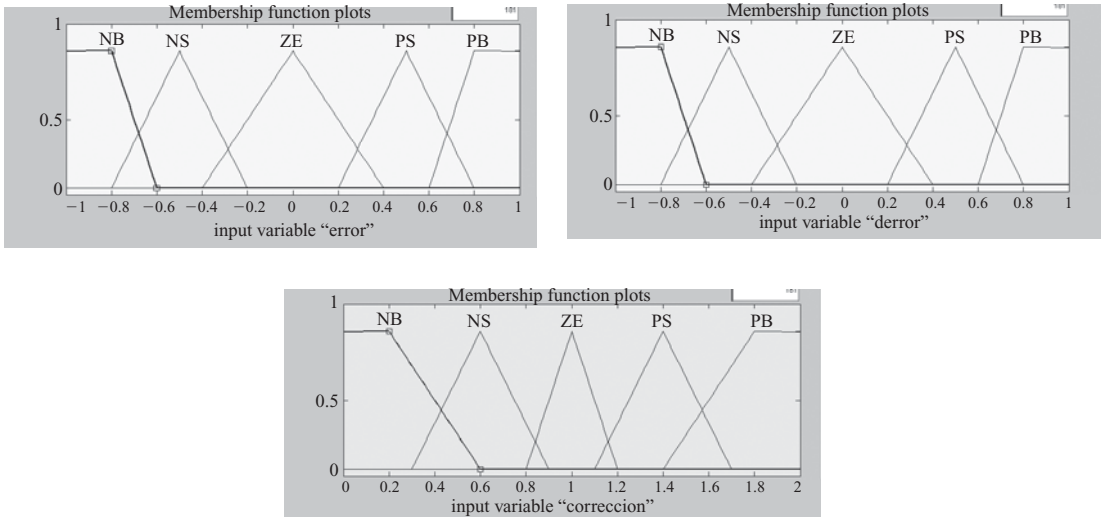 Membership function plots
1
NB NS ZE PS PB
0.5
0
−1 −0.8 −0.6 −0.4 −0.2 0 0.2 0.4 0.6 0.8 1
input variable “error”
Membership function plots
181
1
NB NS ZE PS PB
0.5
0
−1 −0.8 −0.6 −0.4 −0.2 0 0.2 0.4 0.6 0.8 1
input variable “derror”
Membership function plots
1
NB NS ZE PS PB
0.5
0
0 0.2 0.4 0.6 0.8 1 1.2 1.4 1.6 1.8 2
input variable “correccion”